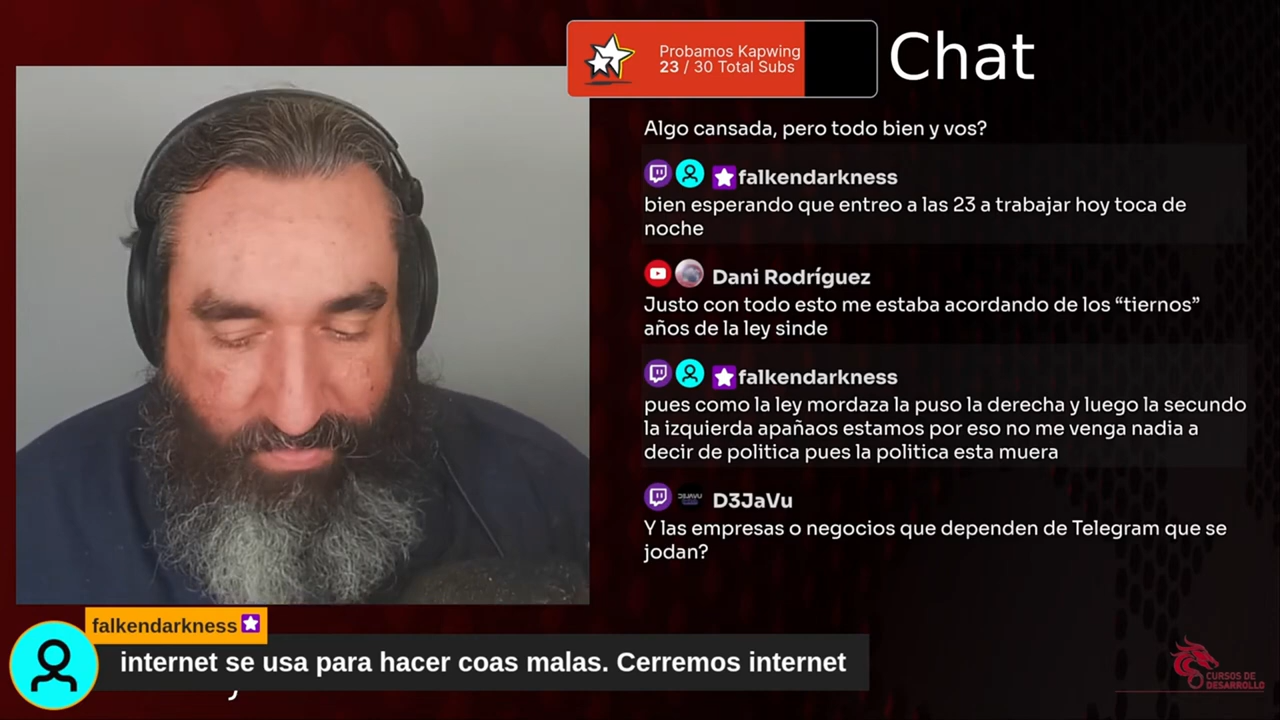 Probamos Kapwing
23 / 30 Total Subs
Chat
Algo cansada, pero todo bien y vos?
falkendarkness
bien esperando que entreo a las 23 a trabajar hoy toca de
noche
Dani Rodríguez
Justo con todo esto me estaba acordando de los “tiernos”
años de la ley sinde
falkendarkness
pues como la ley mordaza la puso la derecha y luego la secundo
la izquierda apañaos estamos por eso no me venga nadia a
decir de politica pues la politica esta muera
D3JaVu
Y las empresas o negocios que dependen de Telegram que se
jodan?
falkendarkness
internet se usa para hacer coas malas. Cerremos internet
CURSOS DE
DESARROLLO